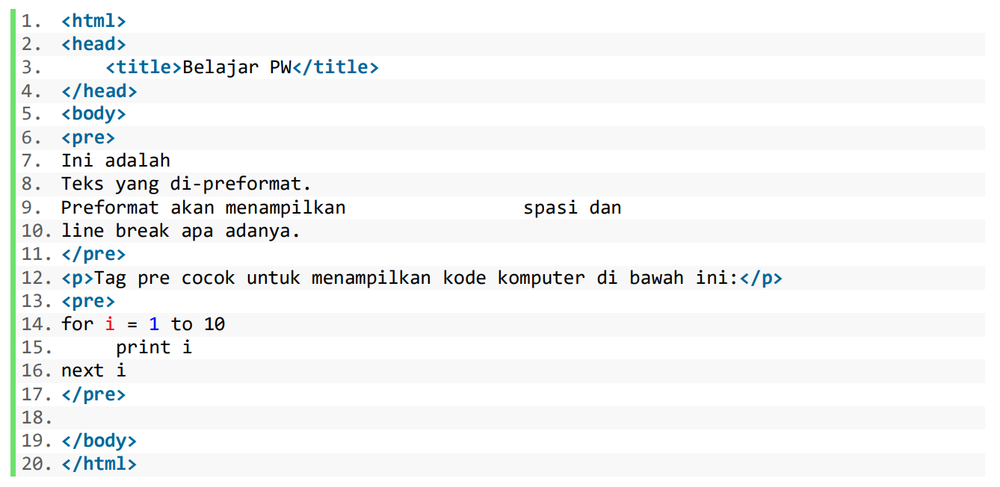 1. <html>
2. <head>
3.     <title>Belajar PW</title>
4. </head>
5. <body>
6. <pre>
7. Ini adalah
8. Teks yang di-preformat.
9. Preformat akan menampilkan                spasi dan
10. line break apa adanya.
11. </pre>
12. <p>Tag pre cocok untuk menampilkan kode komputer di bawah ini:</p>
13. <pre>
14. for i = 1 to 10
15.      print i
16. next i
17. </pre>
18.
19. </body>
20. </html>